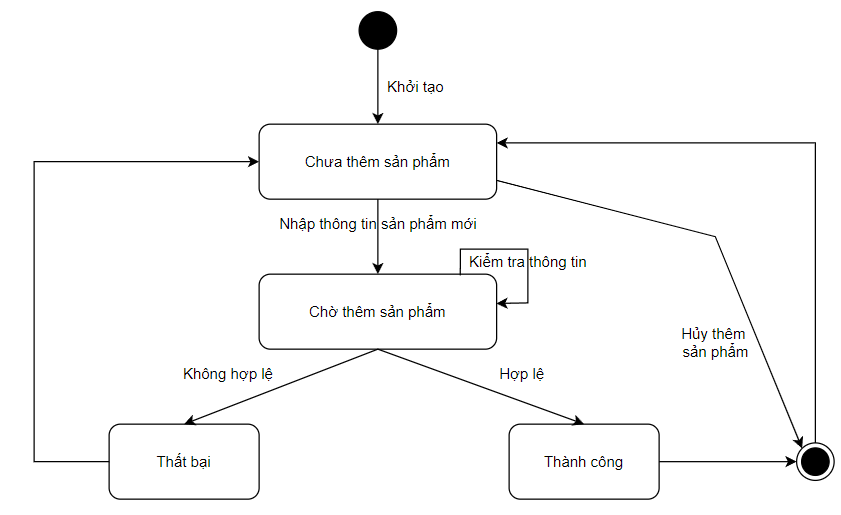 Khởi tạo
Chưa thêm sản phẩm
Nhập thông tin sản phẩm mới
Kiểm tra thông tin
Chờ thêm sản phẩm
Hủy thêm
sản phẩm
Không hợp lệ
Hợp lệ
Thất bại
Thành công